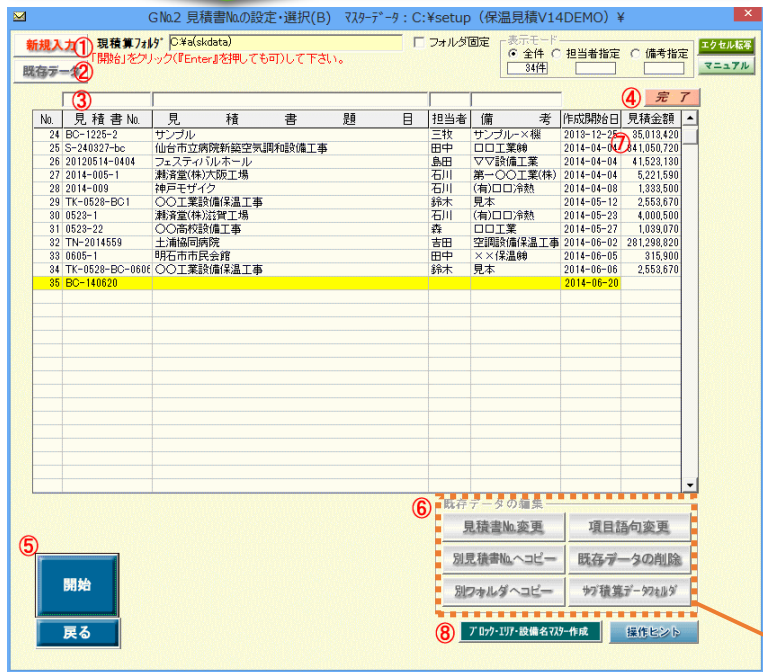 GNo.2 見積書No.の設定・選択(B) ﾏｽﾀｰﾃﾞｰﾀ : C:¥setup (保温見積V14DEMO) ¥
新規入力 ① 現積算ﾌｫﾙﾀﾞ C:¥a(skdata) フォルダ固定 表示モード エクセル転写
「開始」をクリック(『Enter』を押しても可)して下さい。 全件 担当者指定 備考指定
既存データ ② 34件 マニュアル
③ ④ 完了
No. 見積書No. 見積書題目 担当者 備考 作成開始日 見積金額
24 BC-1225-2 サンプル 三牧 サンプル-×機 2013-12-25 35,013,420
25 S-240327-bc 仙台市立病院新築空気調和設備工事 田中 ロロ工業㈱ 2014-04-04 ⑦ 341,050,720
26 20120514-0404 フェスティバルホール 島田 ▽▽設備工業 2014-04-04 41,523,130
27 2014-005-1 瀬済堂(株)大阪工場 石川 第一〇〇工業(株) 2014-04-04 5,221,590
28 2014-009 神戸モザイク 石川 (有)ロロ冷熱 2014-04-08 1,333,500
29 TK-0528-BC1 〇〇工業設備保温工事 鈴木 見本 2014-05-12 2,553,670
30 0523-1 瀬済堂(株)滋賀工場 石川 (有)ロロ冷熱 2014-05-23 4,000,500
31 0523-22 〇〇高校設備工事 森 ロロ工業 2014-05-27 1,039,070
32 TN-2014559 土浦協同病院 吉田 空調設備保温工事 2014-06-02 281,298,820
33 0605-1 明石市市民会館 田中 ××保温㈱ 2014-06-05 315,900
34 TK-0528-BC-0606 〇〇工業設備保温工事 鈴木 見本 2014-06-06 2,553,670
35 BC-140620 2014-06-20
⑥ 既存データの編集
見積書No.変更 項目語句変更
⑤
別見積書No.へコピー 既存データの削除
開始 別フォルダへコピー ｻﾌﾞ積算ﾃﾞｰﾀﾌｫﾙﾀﾞ
戻る ⑧ ﾌﾞﾛｯｸ･ｴﾘｱ･設備名ﾏｽﾀｰ作成 操作ヒント